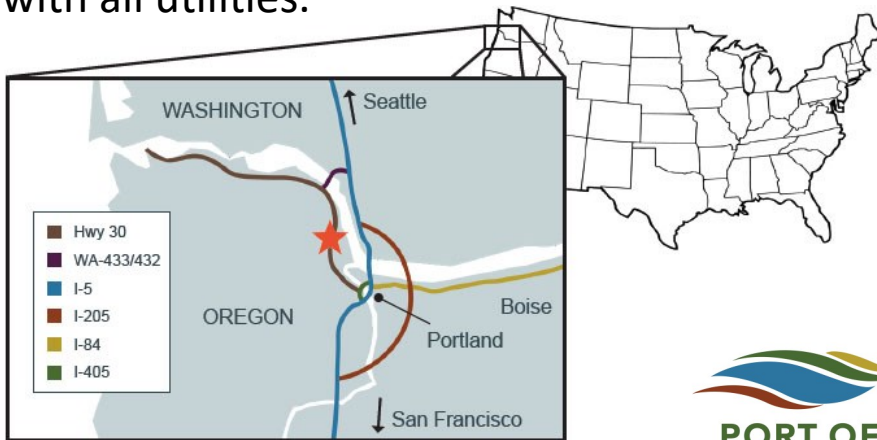 with all utilities.
WASHINGTON
Seattle
Hwy 30
WA-433/432
I-5
I-205
I-84
I-405
OREGON
Boise
Portland
San Francisco
PORT OF